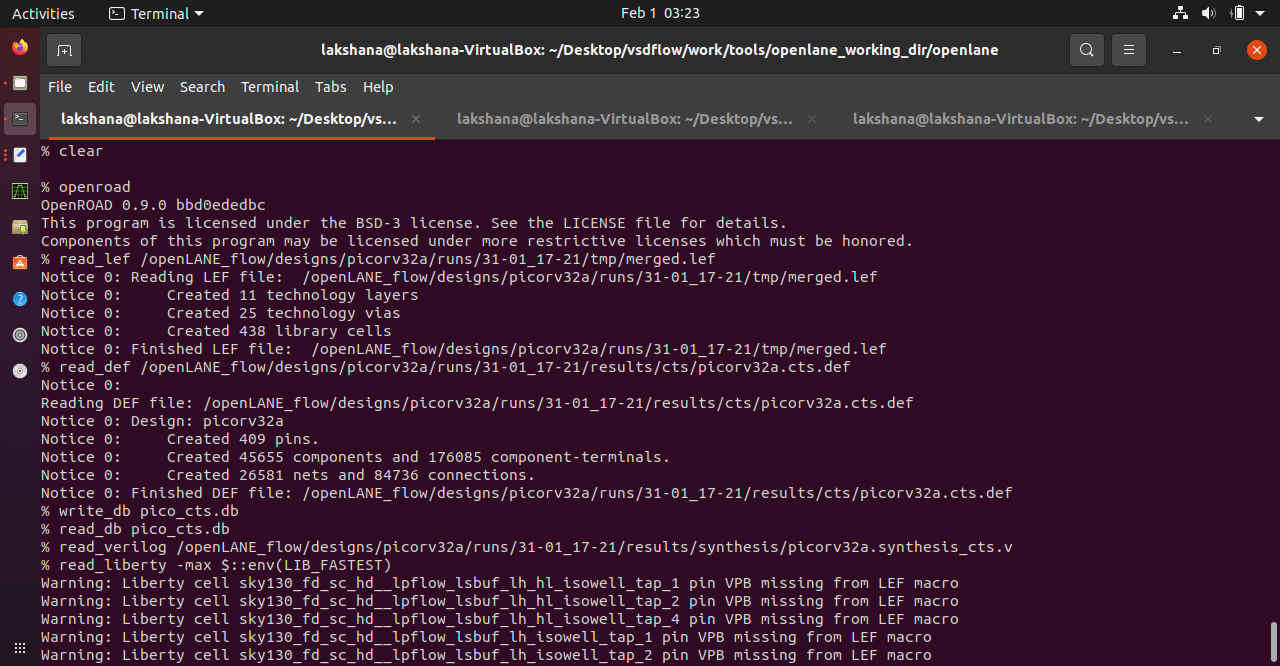 Activities
Terminal
Feb 1 03:23
lakshana@lakshana-VirtualBox: ~/Desktop/vsdflow/work/tools/openlane_working_dir/openlane
File Edit View Search Terminal Tabs Help
lakshana@lakshana-VirtualBox: ~/Desktop/vs...
lakshana@lakshana-VirtualBox: ~/Desktop/vs...
lakshana@lakshana-VirtualBox: ~/Desktop/vs...
% clear
% openroad
OpenROAD 0.9.0 bbd0ededbc
This program is licensed under the BSD-3 license. See the LICENSE file for details.
Components of this program may be licensed under more restrictive licenses which must be honored.
% read_lef /openLANE_flow/designs/picorv32a/runs/31-01_17-21/tmp/merged.lef
Notice 0: Reading LEF file:  /openLANE_flow/designs/picorv32a/runs/31-01_17-21/tmp/merged.lef
Notice 0:     Created 11 technology layers
Notice 0:     Created 25 technology vias
Notice 0:     Created 438 library cells
Notice 0: Finished LEF file:  /openLANE_flow/designs/picorv32a/runs/31-01_17-21/tmp/merged.lef
% read_def /openLANE_flow/designs/picorv32a/runs/31-01_17-21/results/cts/picorv32a.cts.def
Notice 0:
Reading DEF file: /openLANE_flow/designs/picorv32a/runs/31-01_17-21/results/cts/picorv32a.cts.def
Notice 0: Design: picorv32a
Notice 0:     Created 409 pins.
Notice 0:     Created 45655 components and 176085 component-terminals.
Notice 0:     Created 26581 nets and 84736 connections.
Notice 0: Finished DEF file: /openLANE_flow/designs/picorv32a/runs/31-01_17-21/results/cts/picorv32a.cts.def
% write_db pico_cts.db
% read_db pico_cts.db
% read_verilog /openLANE_flow/designs/picorv32a/runs/31-01_17-21/results/synthesis/picorv32a.synthesis_cts.v
% read_liberty -max $::env(LIB_FASTEST)
Warning: Liberty cell sky130_fd_sc_hd__lpflow_lsbuf_lh_hl_isowell_tap_1 pin VPB missing from LEF macro
Warning: Liberty cell sky130_fd_sc_hd__lpflow_lsbuf_lh_hl_isowell_tap_2 pin VPB missing from LEF macro
Warning: Liberty cell sky130_fd_sc_hd__lpflow_lsbuf_lh_hl_isowell_tap_4 pin VPB missing from LEF macro
Warning: Liberty cell sky130_fd_sc_hd__lpflow_lsbuf_lh_isowell_tap_1 pin VPB missing from LEF macro
Warning: Liberty cell sky130_fd_sc_hd__lpflow_lsbuf_lh_isowell_tap_2 pin VPB missing from LEF macro